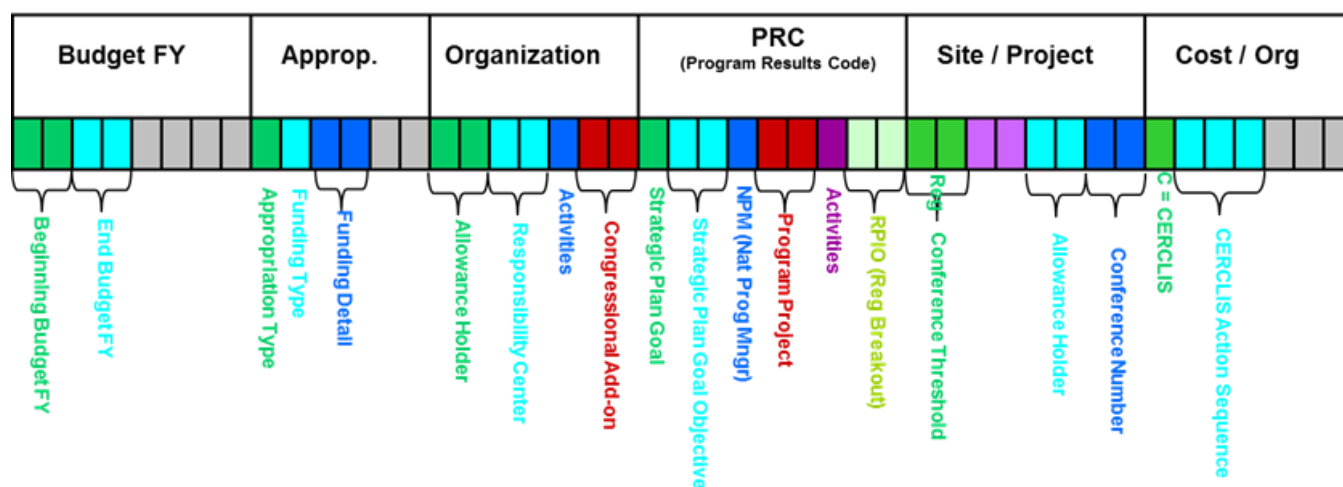 Budget FY
Approp.
Organization
PRC
(Program Results Code)
Site / Project
Cost / Org
Beginning Budget FY
End Budget FY
Appropriation Type
Funding Type
Funding Detail
Allowance Holder
Responsibility Center
Activities
Congressional Add-on
Strategic Plan Goal
Strategic Plan Goal Objective
NPM (Nat Prog Mngr)
Program Project
Activities
RPIO (Reg Breakout)
Reg
Conference Threshold
Allowance Holder
Conference Number
C = CERCLIS
CERCLIS Action Sequence